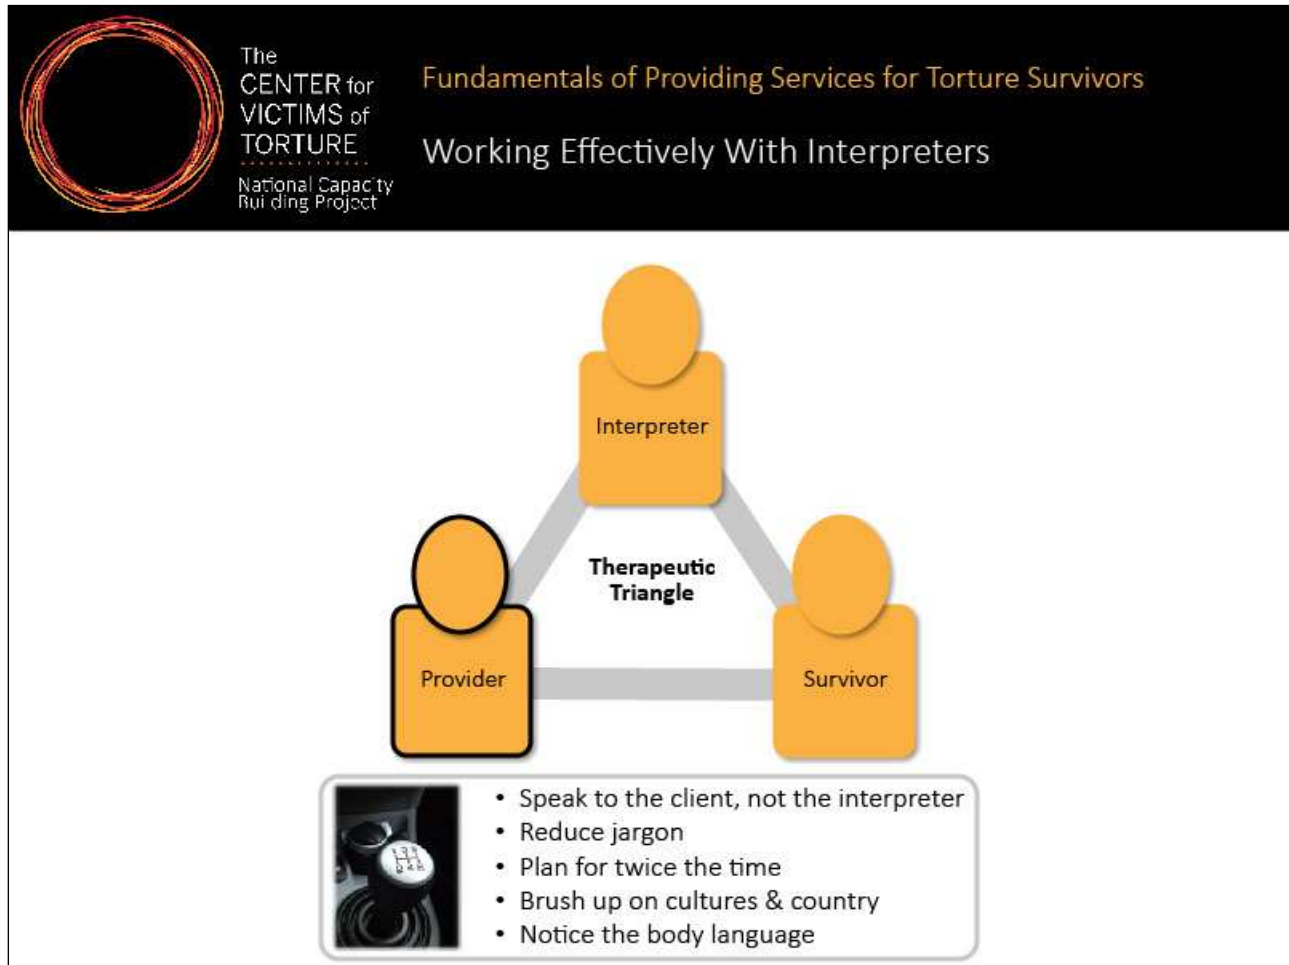 The
CENTER for
VICTIMS of
TORTURE
National Capacity
Building Project
Fundamentals of Providing Services for Torture Survivors
Working Effectively With Interpreters
Interpreter
Therapeutic
Triangle
Provider
Survivor
• Speak to the client, not the interpreter
• Reduce jargon
• Plan for twice the time
• Brush up on cultures & country
• Notice the body language